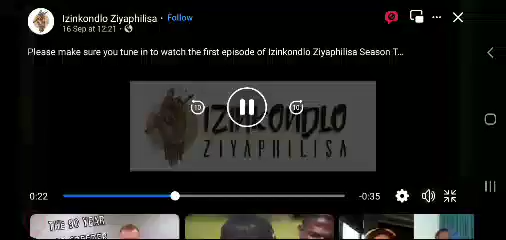 Izinkondlo Ziyaphilisa · Follow
16 Sep at 12:21 ·
Please make sure you tune in to watch the first episode of Izinkondlo Ziyaphilisa Season T...
10
10
IZINKONDLO
ZIYAPHILISA
0:22
-0:35
THE 90 YEAR